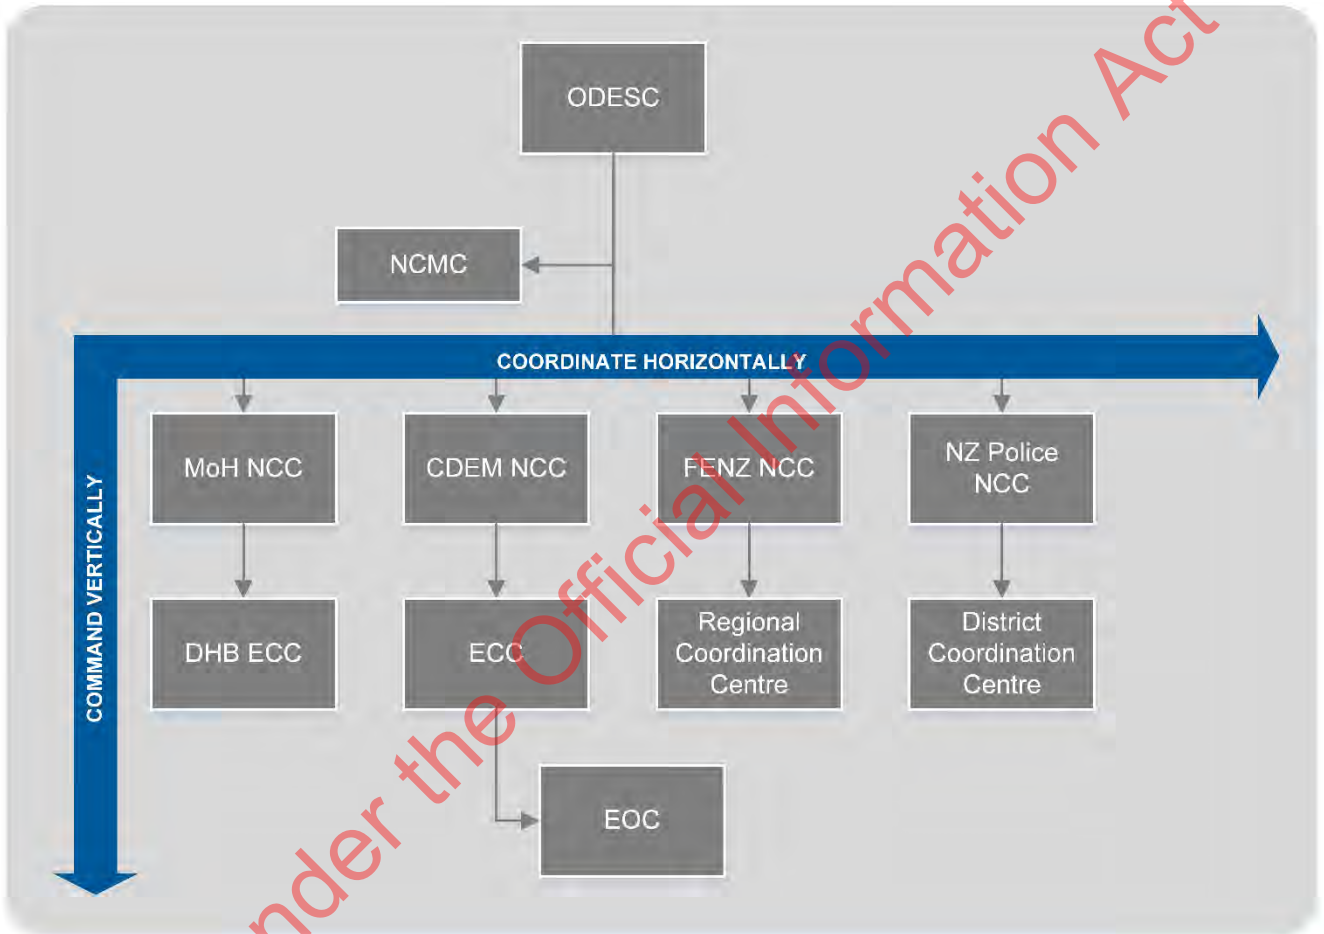 ODESC
NCMC
COORDINATE HORIZONTALLY
COMMAND VERTICALLY
MoH NCC
CDEM NCC
FENZ NCC
NZ Police
NCC
DHB ECC
ECC
Regional
Coordination
Centre
District
Coordination
Centre
EOC
nder the Official Information Act